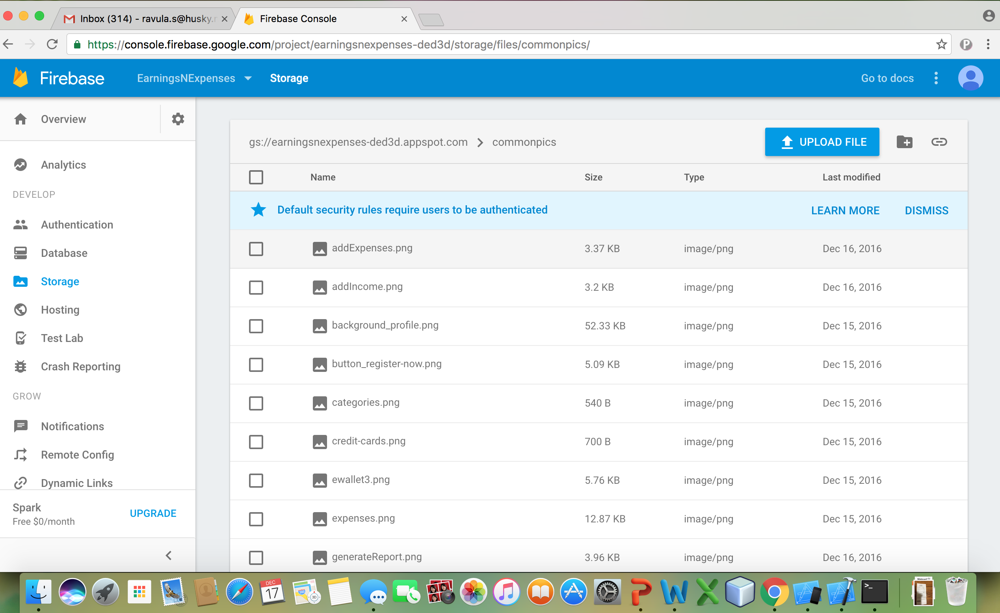 Inbox (314) - ravula.s@husky.
Firebase Console
https://console.firebase.google.com/project/earningsnexpenses-ded3d/storage/files/commonpics/
Firebase
EarningsNExpenses
Storage
Go to docs
Overview
Analytics
DEVELOP
Authentication
Database
Storage
Hosting
Test Lab
Crash Reporting
GROW
Notifications
Remote Config
Dynamic Links
Spark
Free $0/month
UPGRADE
gs://earningsnexpenses-ded3d.appspot.com > commonpics
UPLOAD FILE
Name Size Type Last modified
Default security rules require users to be authenticated
LEARN MORE DISMISS
addExpenses.png 3.37 KB image/png Dec 16, 2016
addIncome.png 3.2 KB image/png Dec 16, 2016
background_profile.png 52.33 KB image/png Dec 15, 2016
button_register-now.png 5.09 KB image/png Dec 15, 2016
categories.png 540 B image/png Dec 15, 2016
credit-cards.png 700 B image/png Dec 15, 2016
ewallet3.png 5.76 KB image/png Dec 15, 2016
expenses.png 12.87 KB image/png Dec 15, 2016
generateReport.png 3.96 KB image/png Dec 16, 2016
DEC
17
280
3D
>_
Walmart